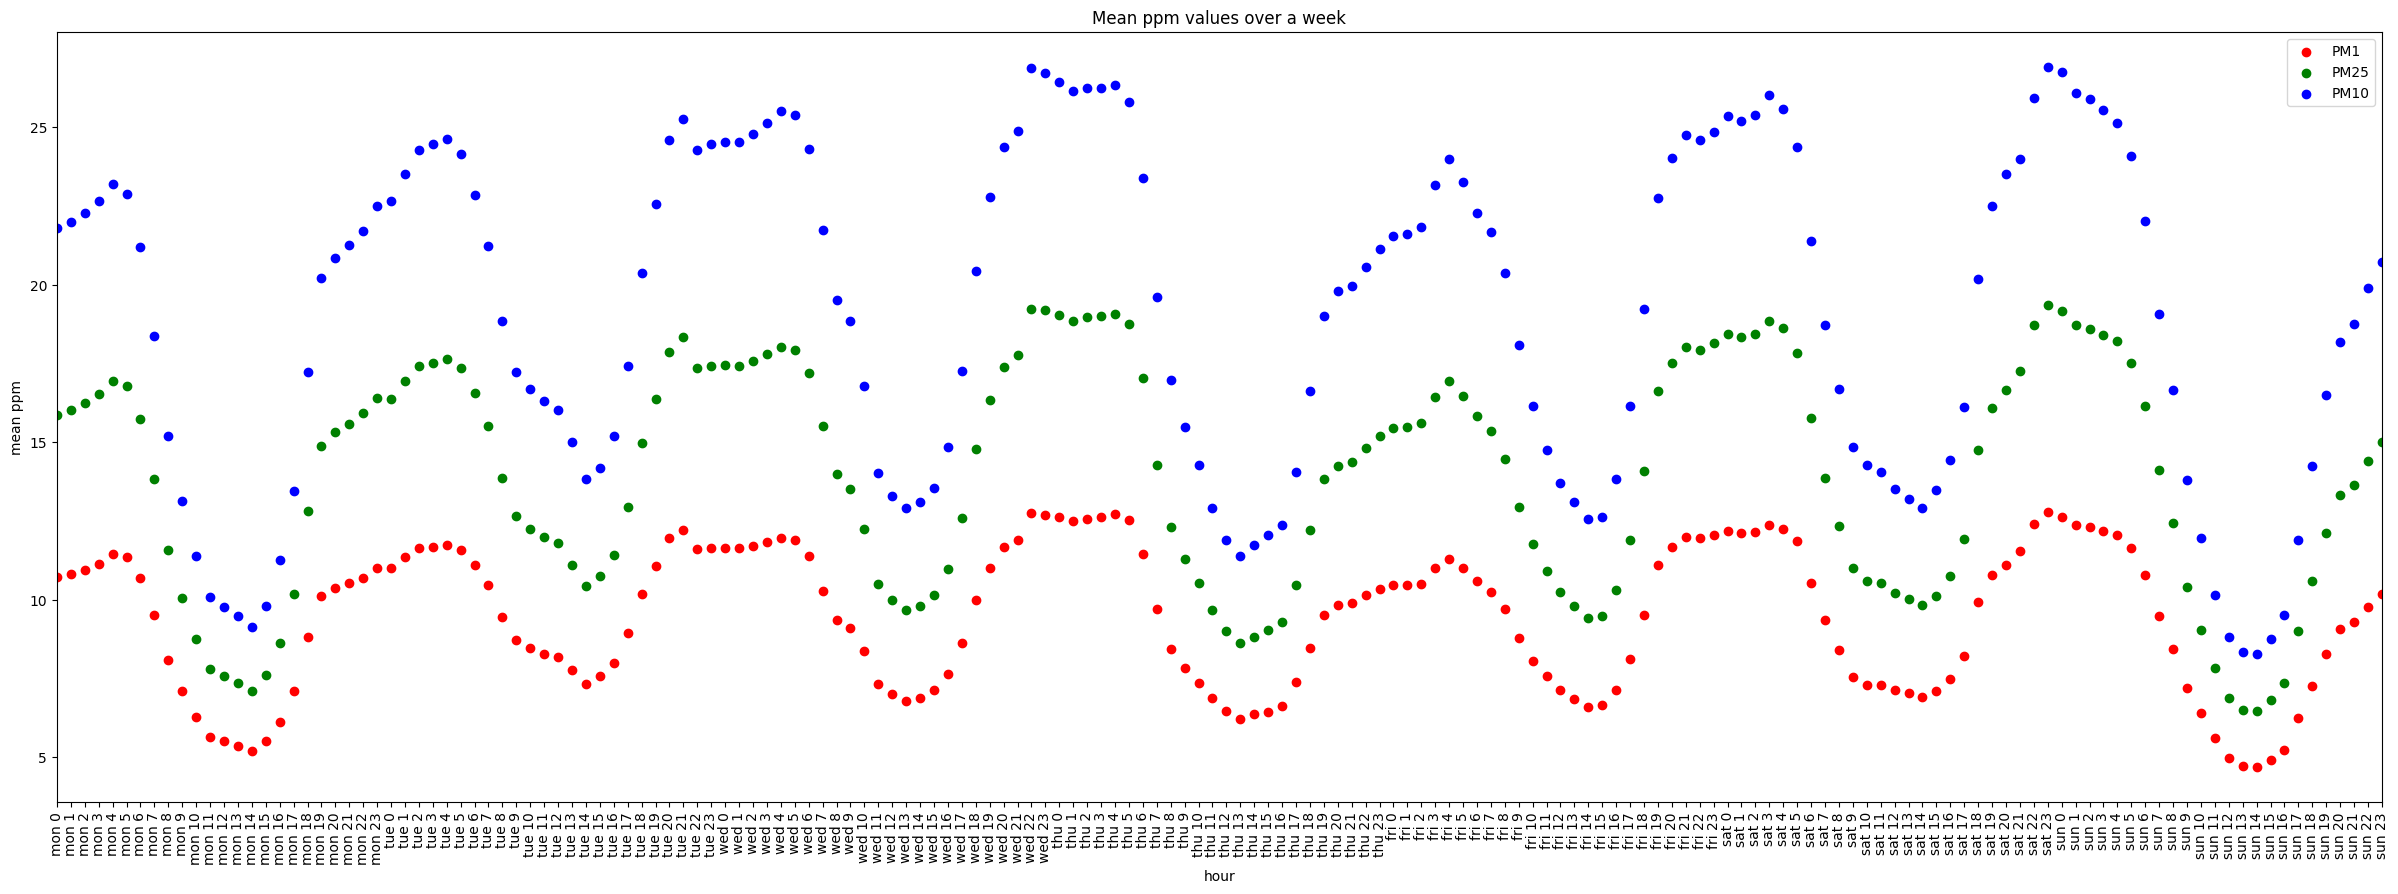 Mean ppm values over a week
PM1
PM25
PM10
mean ppm
25
20
15
10
5
mon 0
mon 1
mon 2
mon 3
mon 4
mon 5
mon 6
mon 7
mon 8
mon 9
mon 10
mon 11
mon 12
mon 13
mon 14
mon 15
mon 16
mon 17
mon 18
mon 19
mon 20
mon 21
mon 22
mon 23
tue 0
tue 1
tue 2
tue 3
tue 4
tue 5
tue 6
tue 7
tue 8
tue 9
tue 10
tue 11
tue 12
tue 13
tue 14
tue 15
tue 16
tue 17
tue 18
tue 19
tue 20
tue 21
tue 22
tue 23
wed 0
wed 1
wed 2
wed 3
wed 4
wed 5
wed 6
wed 7
wed 8
wed 9
wed 10
wed 11
wed 12
wed 13
wed 14
wed 15
wed 16
wed 17
wed 18
wed 19
wed 20
wed 21
wed 22
wed 23
thu 0
thu 1
thu 2
thu 3
thu 4
thu 5
thu 6
thu 7
thu 8
thu 9
thu 10
thu 11
thu 12
thu 13
thu 14
thu 15
thu 16
thu 17
thu 18
thu 19
thu 20
thu 21
thu 22
thu 23
fri 0
fri 1
fri 2
fri 3
fri 4
fri 5
fri 6
fri 7
fri 8
fri 9
fri 10
fri 11
fri 12
fri 13
fri 14
fri 15
fri 16
fri 17
fri 18
fri 19
fri 20
fri 21
fri 22
fri 23
sat 0
sat 1
sat 2
sat 3
sat 4
sat 5
sat 6
sat 7
sat 8
sat 9
sat 10
sat 11
sat 12
sat 13
sat 14
sat 15
sat 16
sat 17
sat 18
sat 19
sat 20
sat 21
sat 22
sat 23
sun 0
sun 1
sun 2
sun 3
sun 4
sun 5
sun 6
sun 7
sun 8
sun 9
sun 10
sun 11
sun 12
sun 13
sun 14
sun 15
sun 16
sun 17
sun 18
sun 19
sun 20
sun 21
sun 22
sun 23
hour